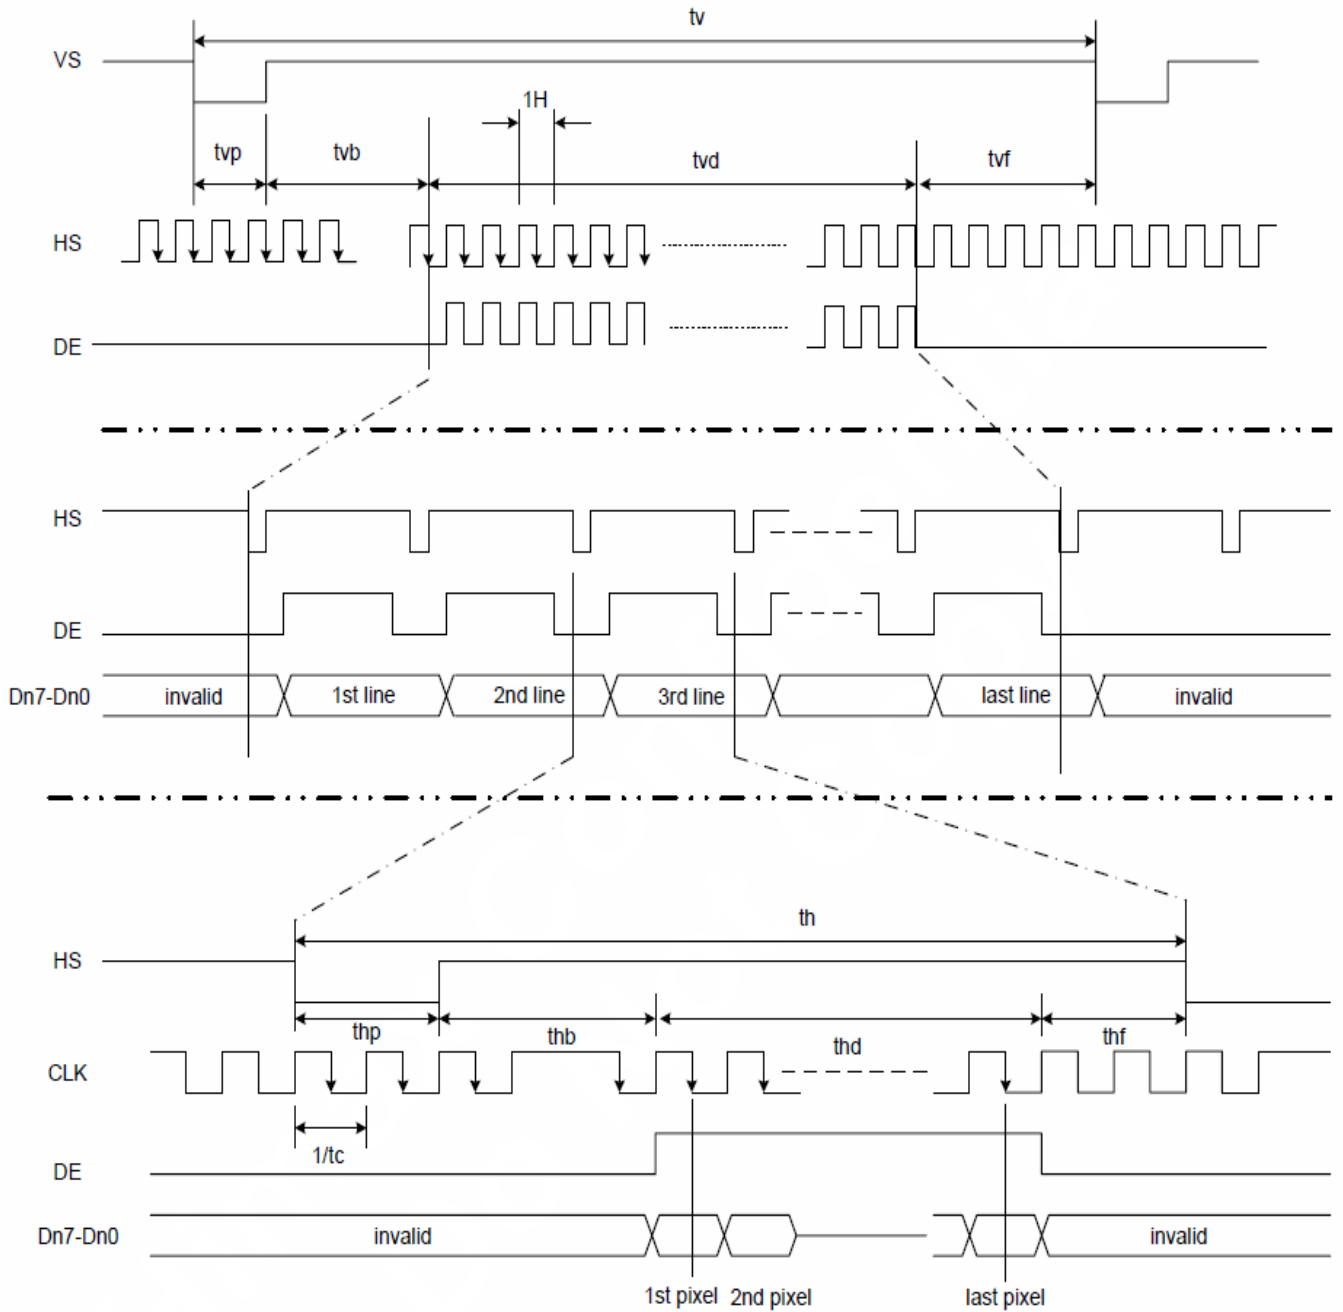 tv
VS
1H
tvp
tvb
tvd
tvf
HS
DE
HS
DE
Dn7-Dn0
invalid
1st line
2nd line
3rd line
last line
invalid
th
HS
thp
thb
thd
thf
CLK
1/tc
DE
Dn7-Dn0
invalid
invalid
1st pixel
2nd pixel
last pixel